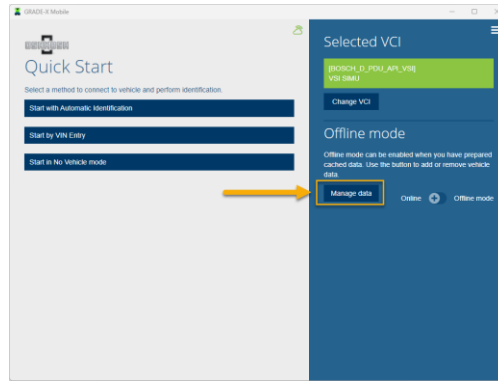 GRADE-X Mobile
Quick Start
Select a method to connect to vehicle and perform identification.
Start with Automatic Identification
Start by VIN Entry
Start in No Vehicle mode
Selected VCI
[BOSCH_D_PDU_API_VSI]
VSI SIMU
Change VCI
Offline mode
Offline mode can be enabled when you have prepared
cached data. Use the button to add or remove vehicle
data.
Manage data
Online
Offline mode